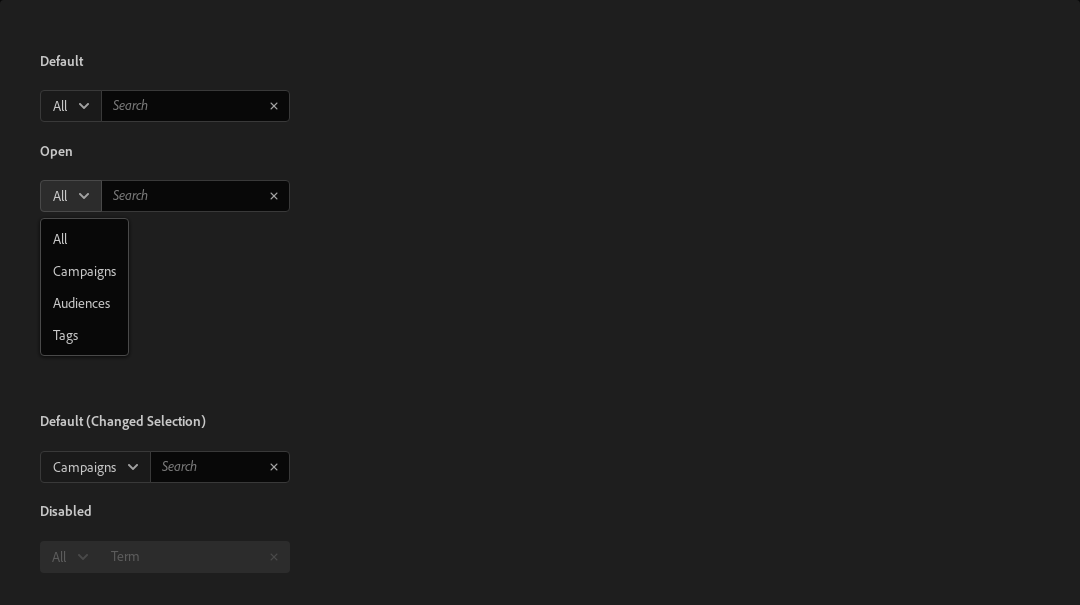 Default
All Search
Open
All Search
All
Campaigns
Audiences
Tags
Default (Changed Selection)
Campaigns Search
Disabled
All Term